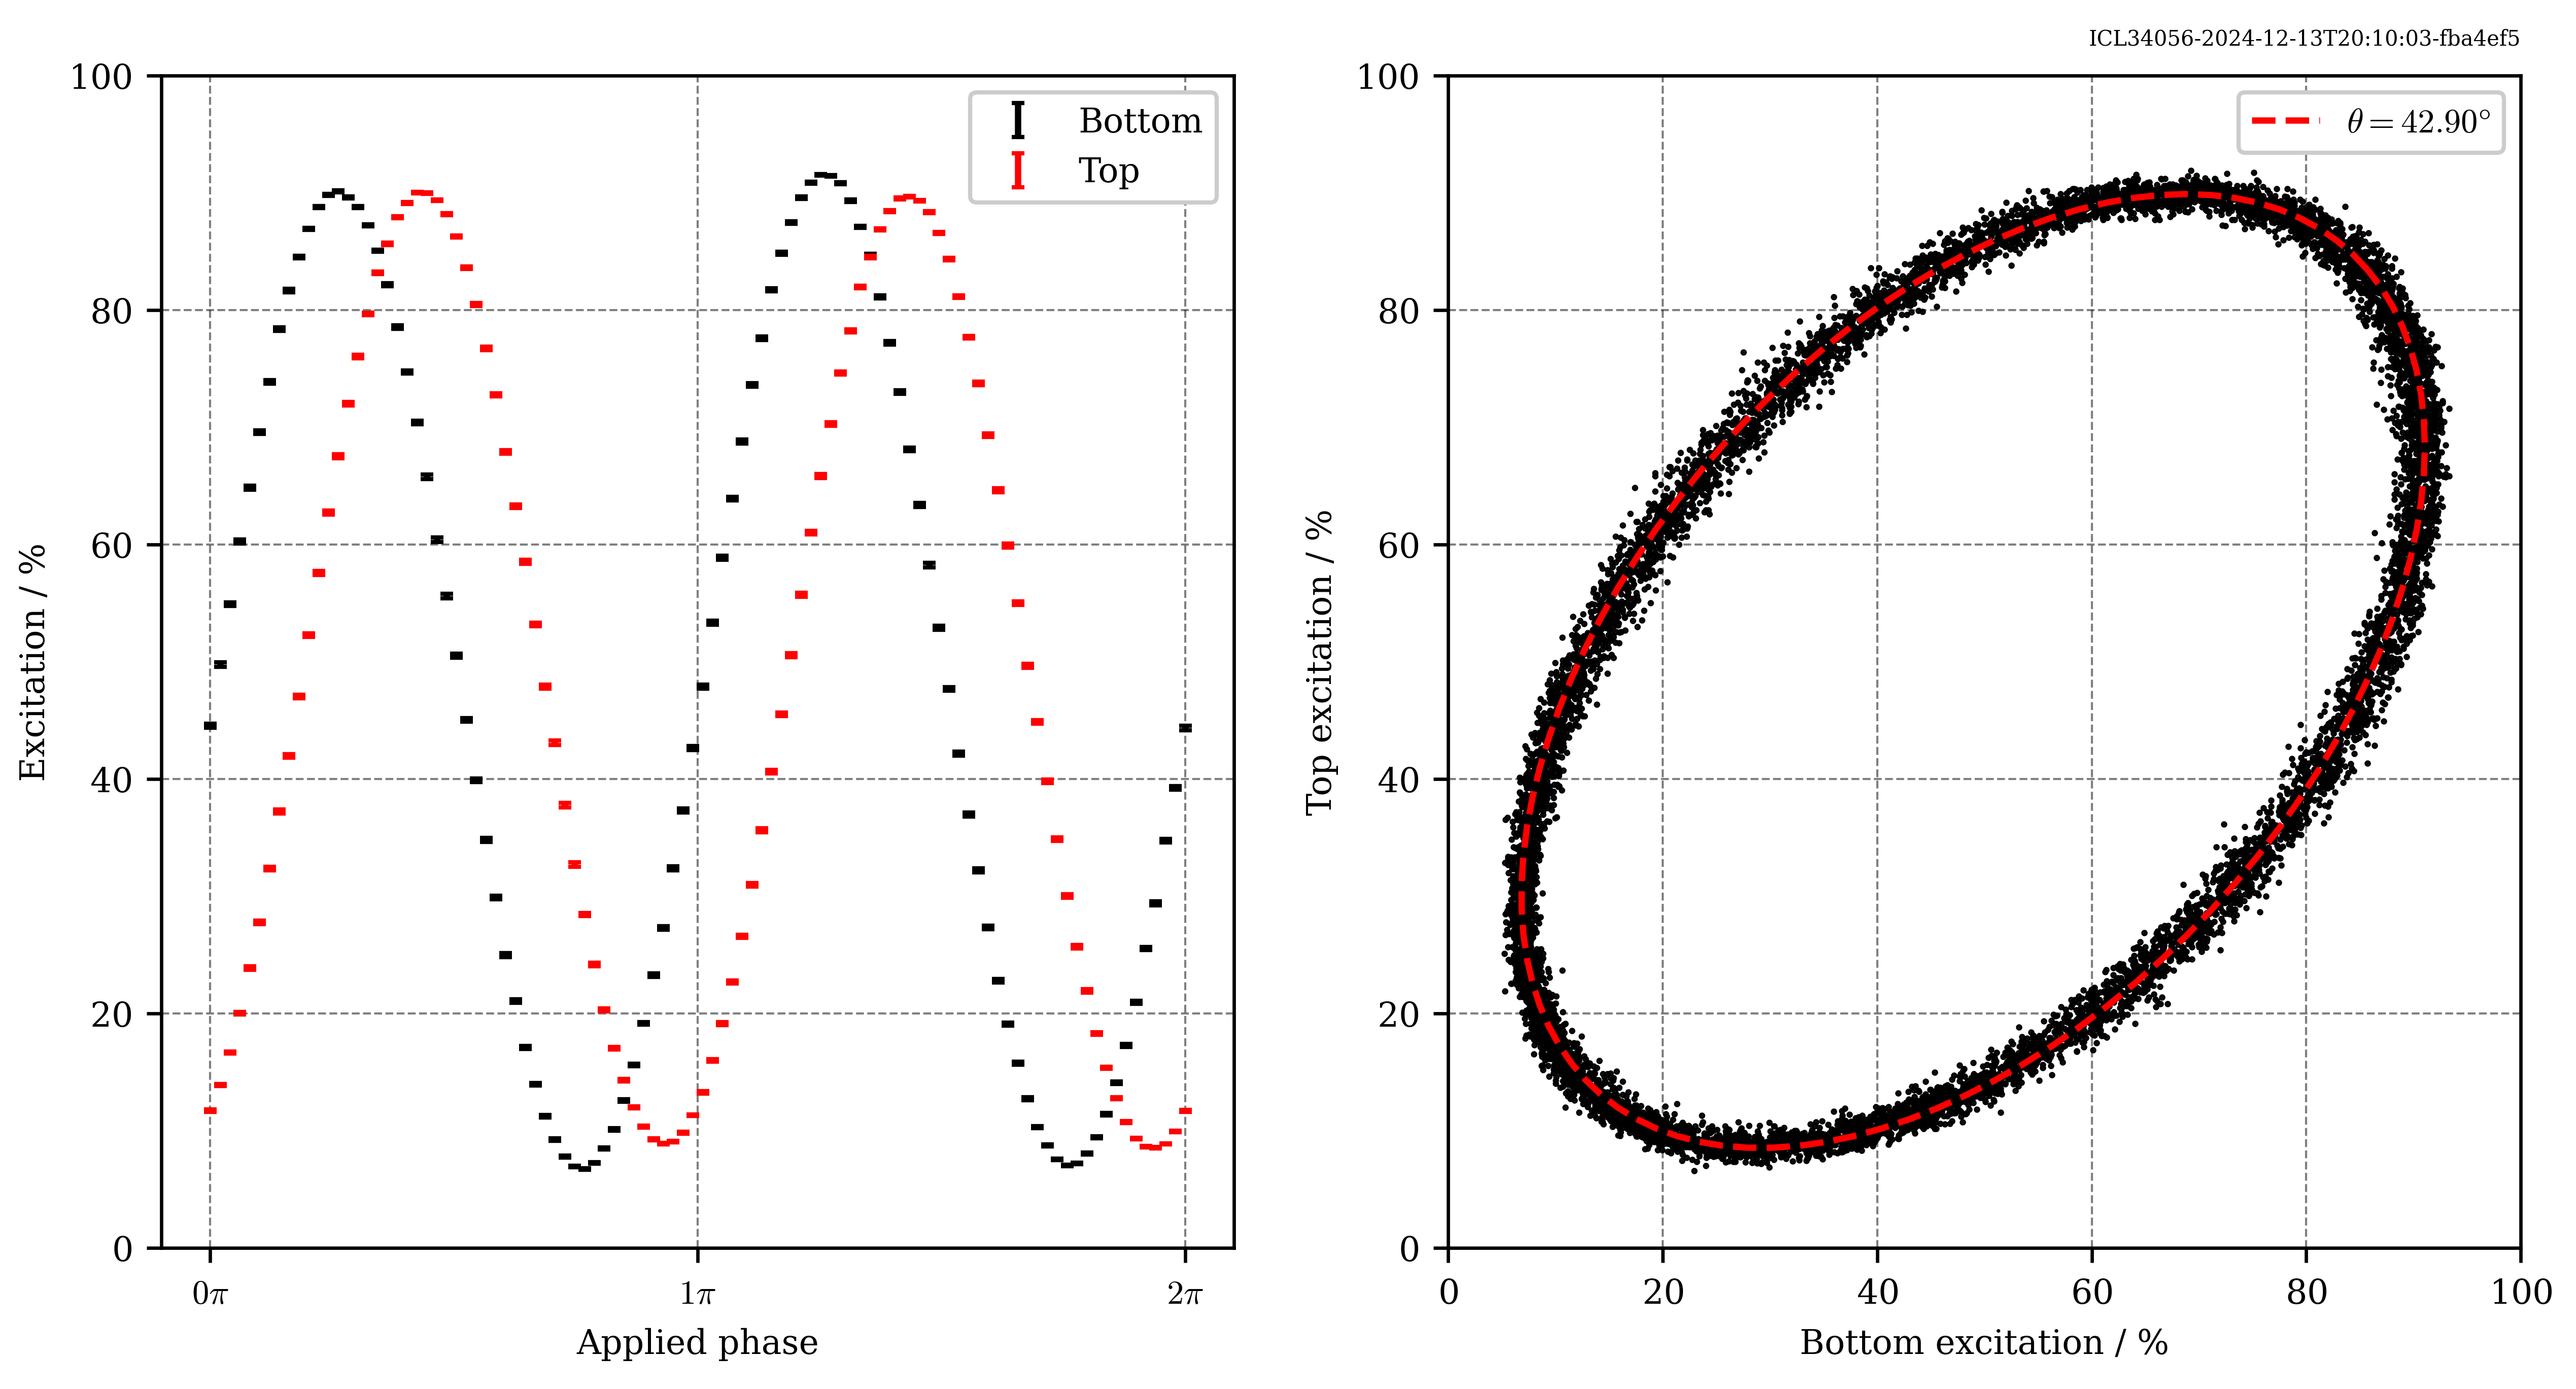 ICL34056-2024-12-13T20:10:03-fba4ef5
Excitation / %
100
80
60
40
20
0
Bottom
Top
0π 1π 2π
Applied phase
Top excitation / %
100
80
60
40
20
0
θ = 42.90°
0 20 40 60 80 100
Bottom excitation / %